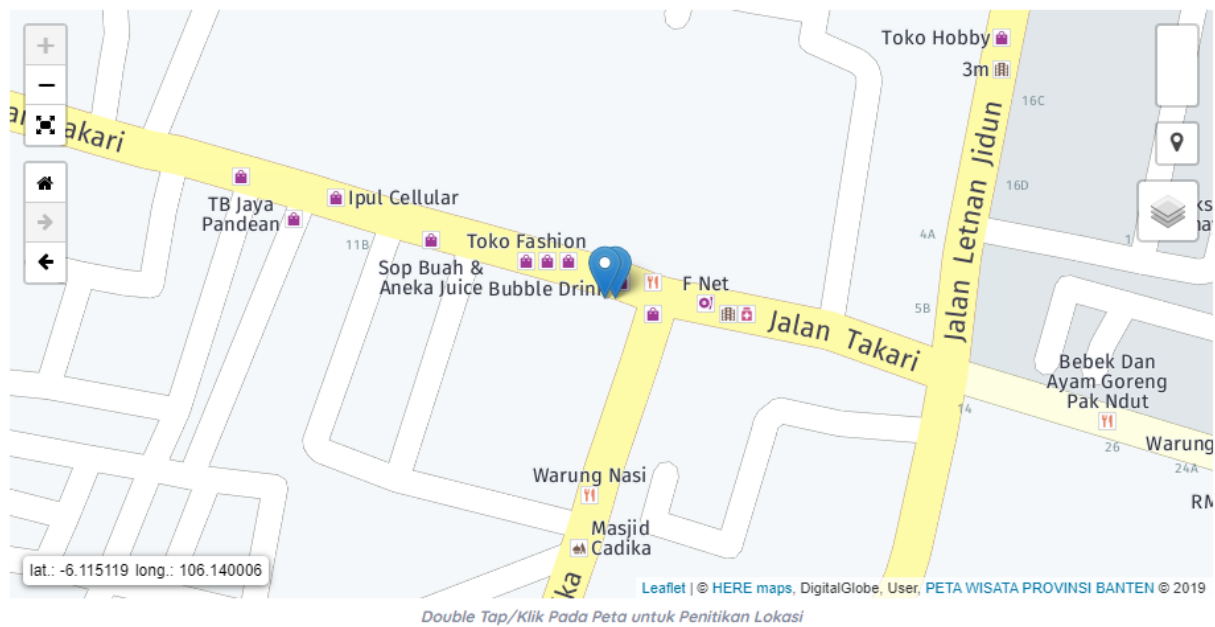 Toko Hobby
3m
16C
akari
Jalan Letnan Jidun
16D
TB Jaya
Pandean
Ipul Cellular
11B
Toko Fashion
4A
1
Sop Buah &
Aneka Juice
Bubble Drin
F Net
5B
Jalan Takari
Bebek Dan
Ayam Goreng
Pak Ndut
14
26
Warung
24A
Warung Nasi
RM
Masjid
Cadika
ka
lat.: -6.115119 long.: 106.140006
Leaflet | © HERE maps, DigitalGlobe, User, PETA WISATA PROVINSI BANTEN © 2019
Double Tap/Klik Pada Peta untuk Penitikan Lokasi